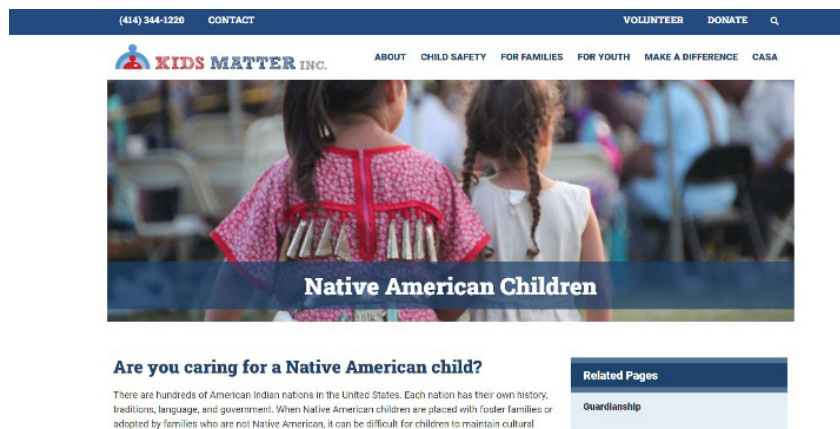 (414) 344-1220 CONTACT VOLUNTEER DONATE
KIDS MATTER INC. ABOUT CHILD SAFETY FOR FAMILIES FOR YOUTH MAKE A DIFFERENCE CASA
Native American Children
Are you caring for a Native American child?
There are hundreds of American Indian nations in the United States. Each nation has their own history,
traditions, language, and government. When Native American children are placed with foster families or
adopted by families who are not Native American, it can be difficult for children to maintain cultural
Related Pages
Guardianship